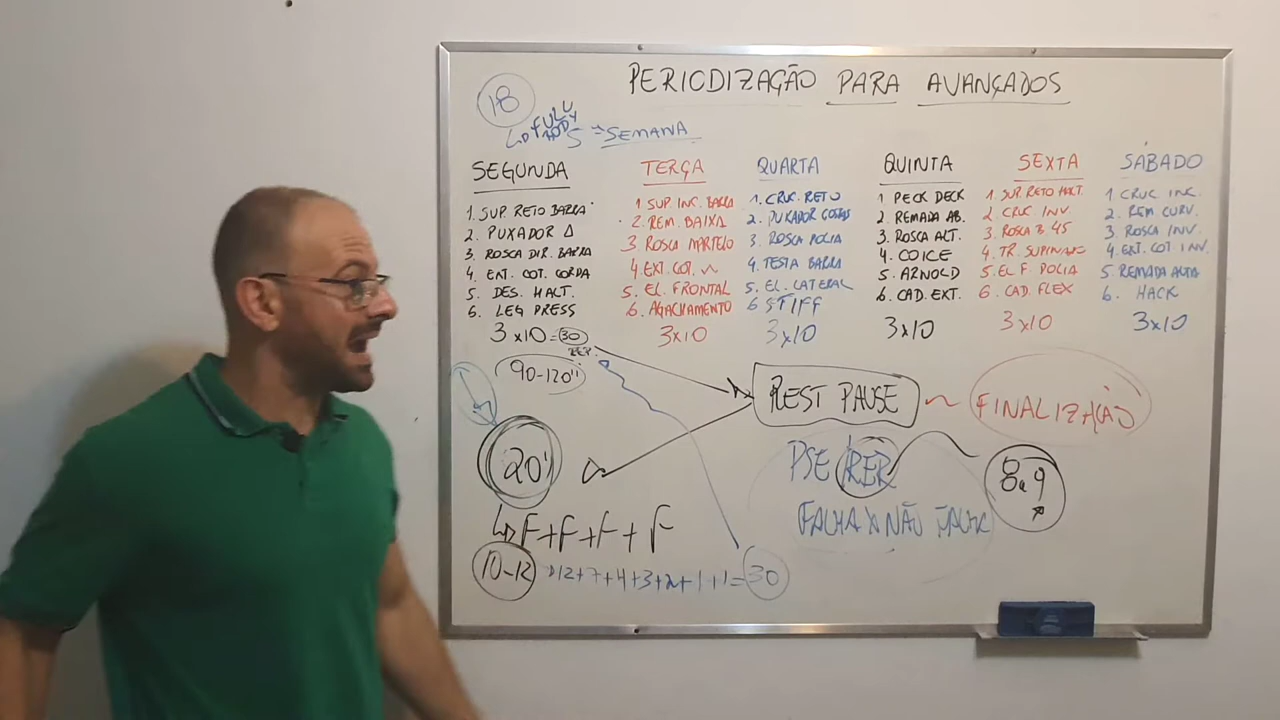 PERIODIZAÇÃO PARA AVANÇADOS
18
FULL BODY 5 SEMANA
SEGUNDA
1. SUP. RETO BARRA
2. PUXADOR Δ
3. ROSCA DIR. BARRA
4. EXT. COT. CORDA
5. DES. HALT.
6. LEG PRESS
3x10=30
REP.
90-120"
TERÇA
1 SUP. INC. BARRA
2. REM. BAIXA
3 ROSCA MARTELO
4. EXT. COT. ~
5. EL. FRONTAL
6. AGACHAMENTO
3x10
QUARTA
1. CRUC. RETO
2. PUXADOR COSTAS
3. ROSCA POLIA
4. TESTA BARRA
5. EL. LATERAL
6 STIFF
3x10
QUINTA
1 PECK DECK
2. REMADA AB.
3. ROSCA ALT.
4. COICE
5. ARNOLD
6. CAD. EXT.
3x10
SEXTA
1. SUP. RETO HALT.
2 CRUC INV.
3. ROSCA B 45
4. TR. SUPINADO
5. EL F POLIA
6. CAD. FLEX
3x10
SÁBADO
1 CRUC INC.
2. REM CURV.
3. ROSCA INV.
4. EXT. COT INV.
5. REMADA ALTA
6. HACK
3x10
REST PAUSE ~ FINALIZAÇÃO
20"
PSE RER
8 a 9
FALHA X NÃO FALHA
F+F+F+F
10-12 12+7+4+3+2+1+1=30